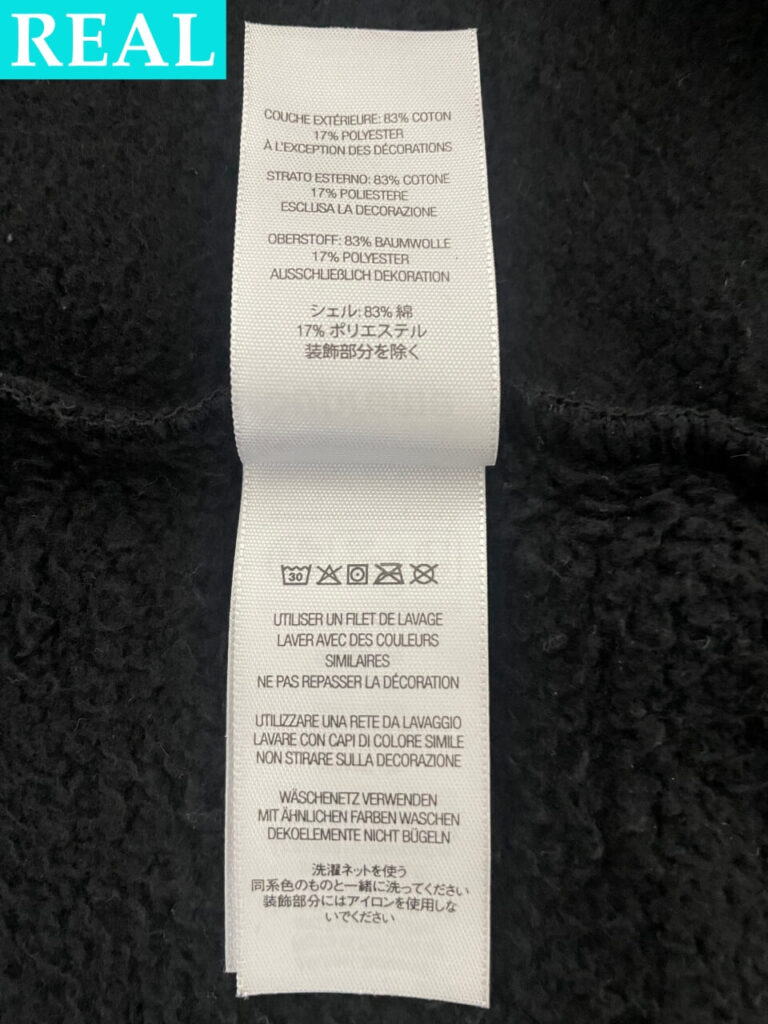 REAL
COUCHE EXTÉRIEURE: 83% COTON
17% POLYESTER
À L'EXCEPTION DES DÉCORATIONS
STRATO ESTERNO: 83% COTONE
17% POLIESTERE
ESCLUSA LA DECORAZIONE
OBERSTOFF: 83% BAUMWOLLE
17% POLYESTER
AUSSCHLIEßLICH DEKORATION
シェル: 83% 綿
17% ポリエステル
装飾部分を除く
30
UTILISER UN FILET DE LAVAGE
LAVER AVEC DES COULEURS
SIMILAIRES
NE PAS REPASSER LA DÉCORATION
UTILIZZARE UNA RETE DA LAVAGGIO
LAVARE CON CAPI DI COLORE SIMILE
NON STIRARE SULLA DECORAZIONE
WÄSCHENETZ VERWENDEN
MIT ÄHNLICHEN FARBEN WASCHEN
DEKOELEMENTE NICHT BÜGELN
洗濯ネットを使う
同系色のものと一緒に洗ってください
装飾部分にはアイロンを使用しな
いでください